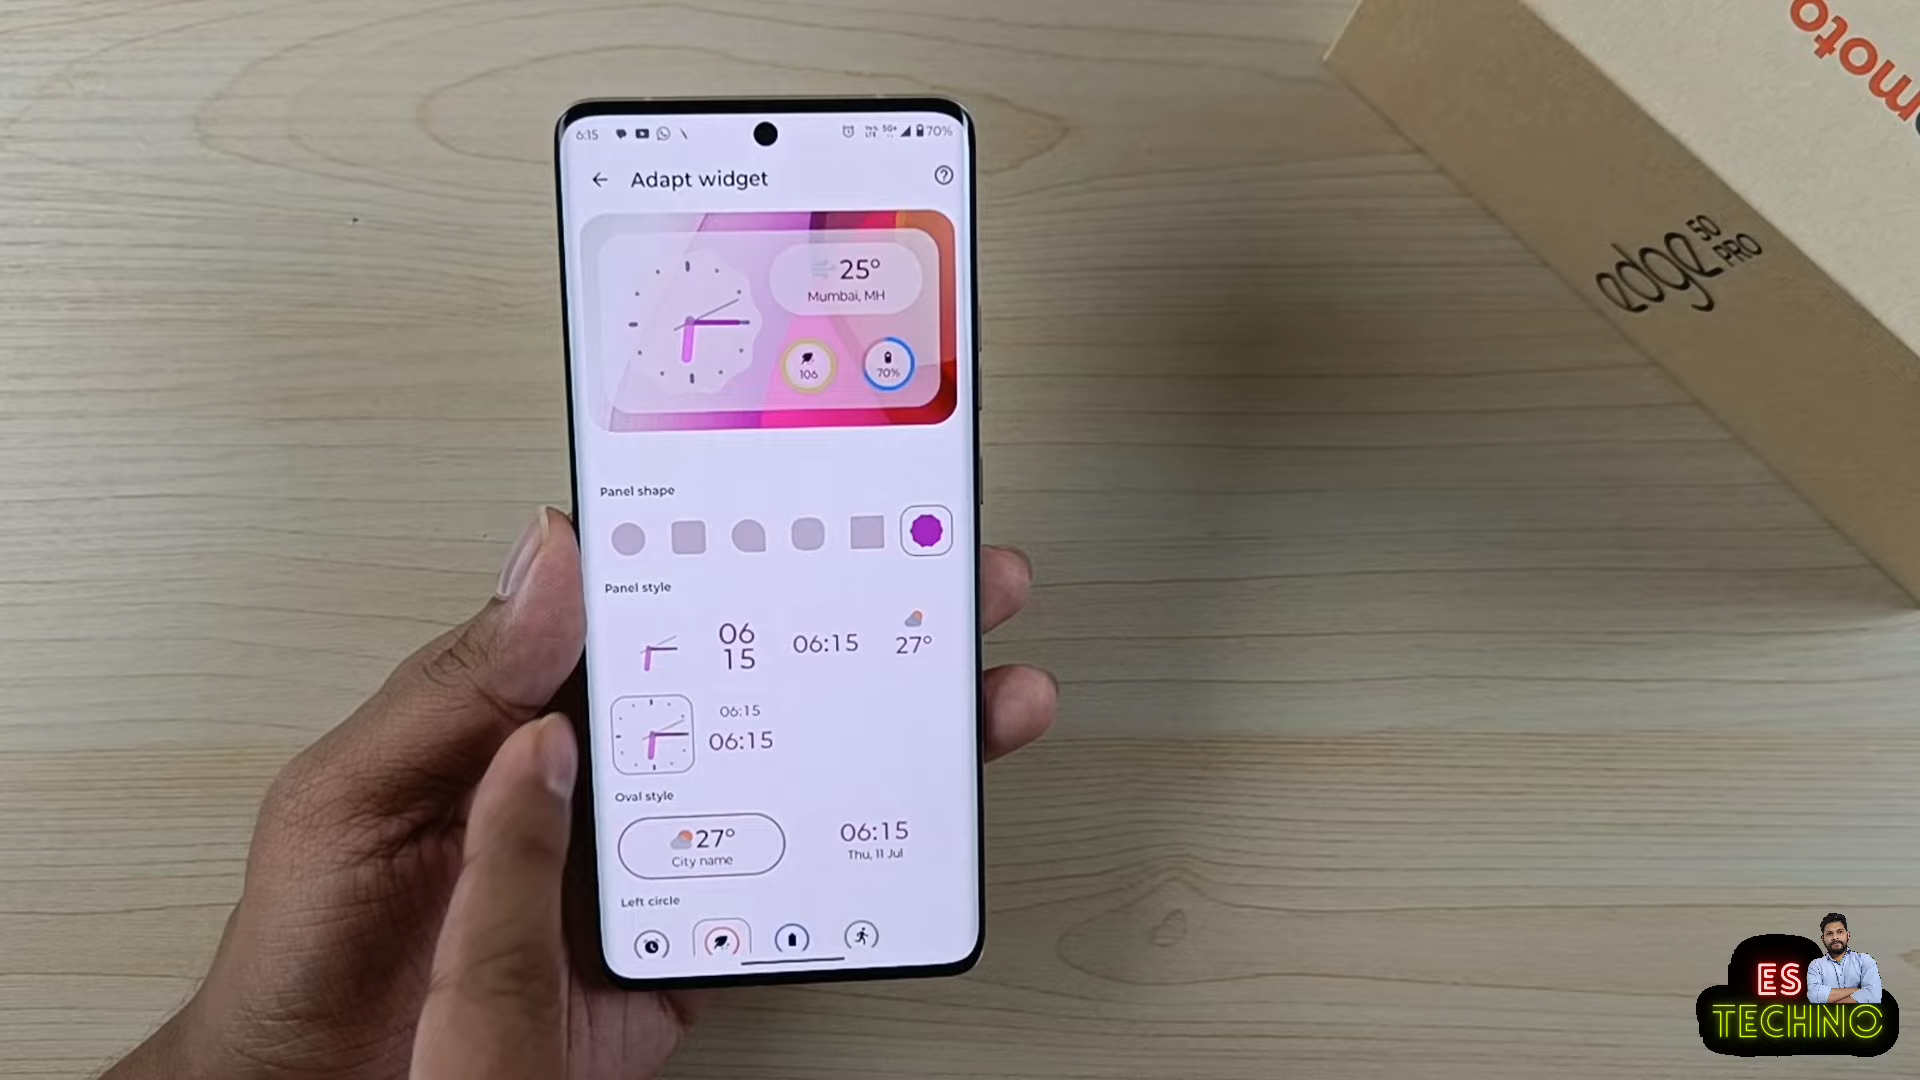 6:15
5G+
70%
Adapt widget
25°
Mumbai, MH
106
70%
Panel shape
Panel style
06
15
06:15
27°
06:15
06:15
Oval style
27°
City name
06:15
Thu, 11 Jul
Left circle
moto
edge 50 PRO
ES
TECHNO